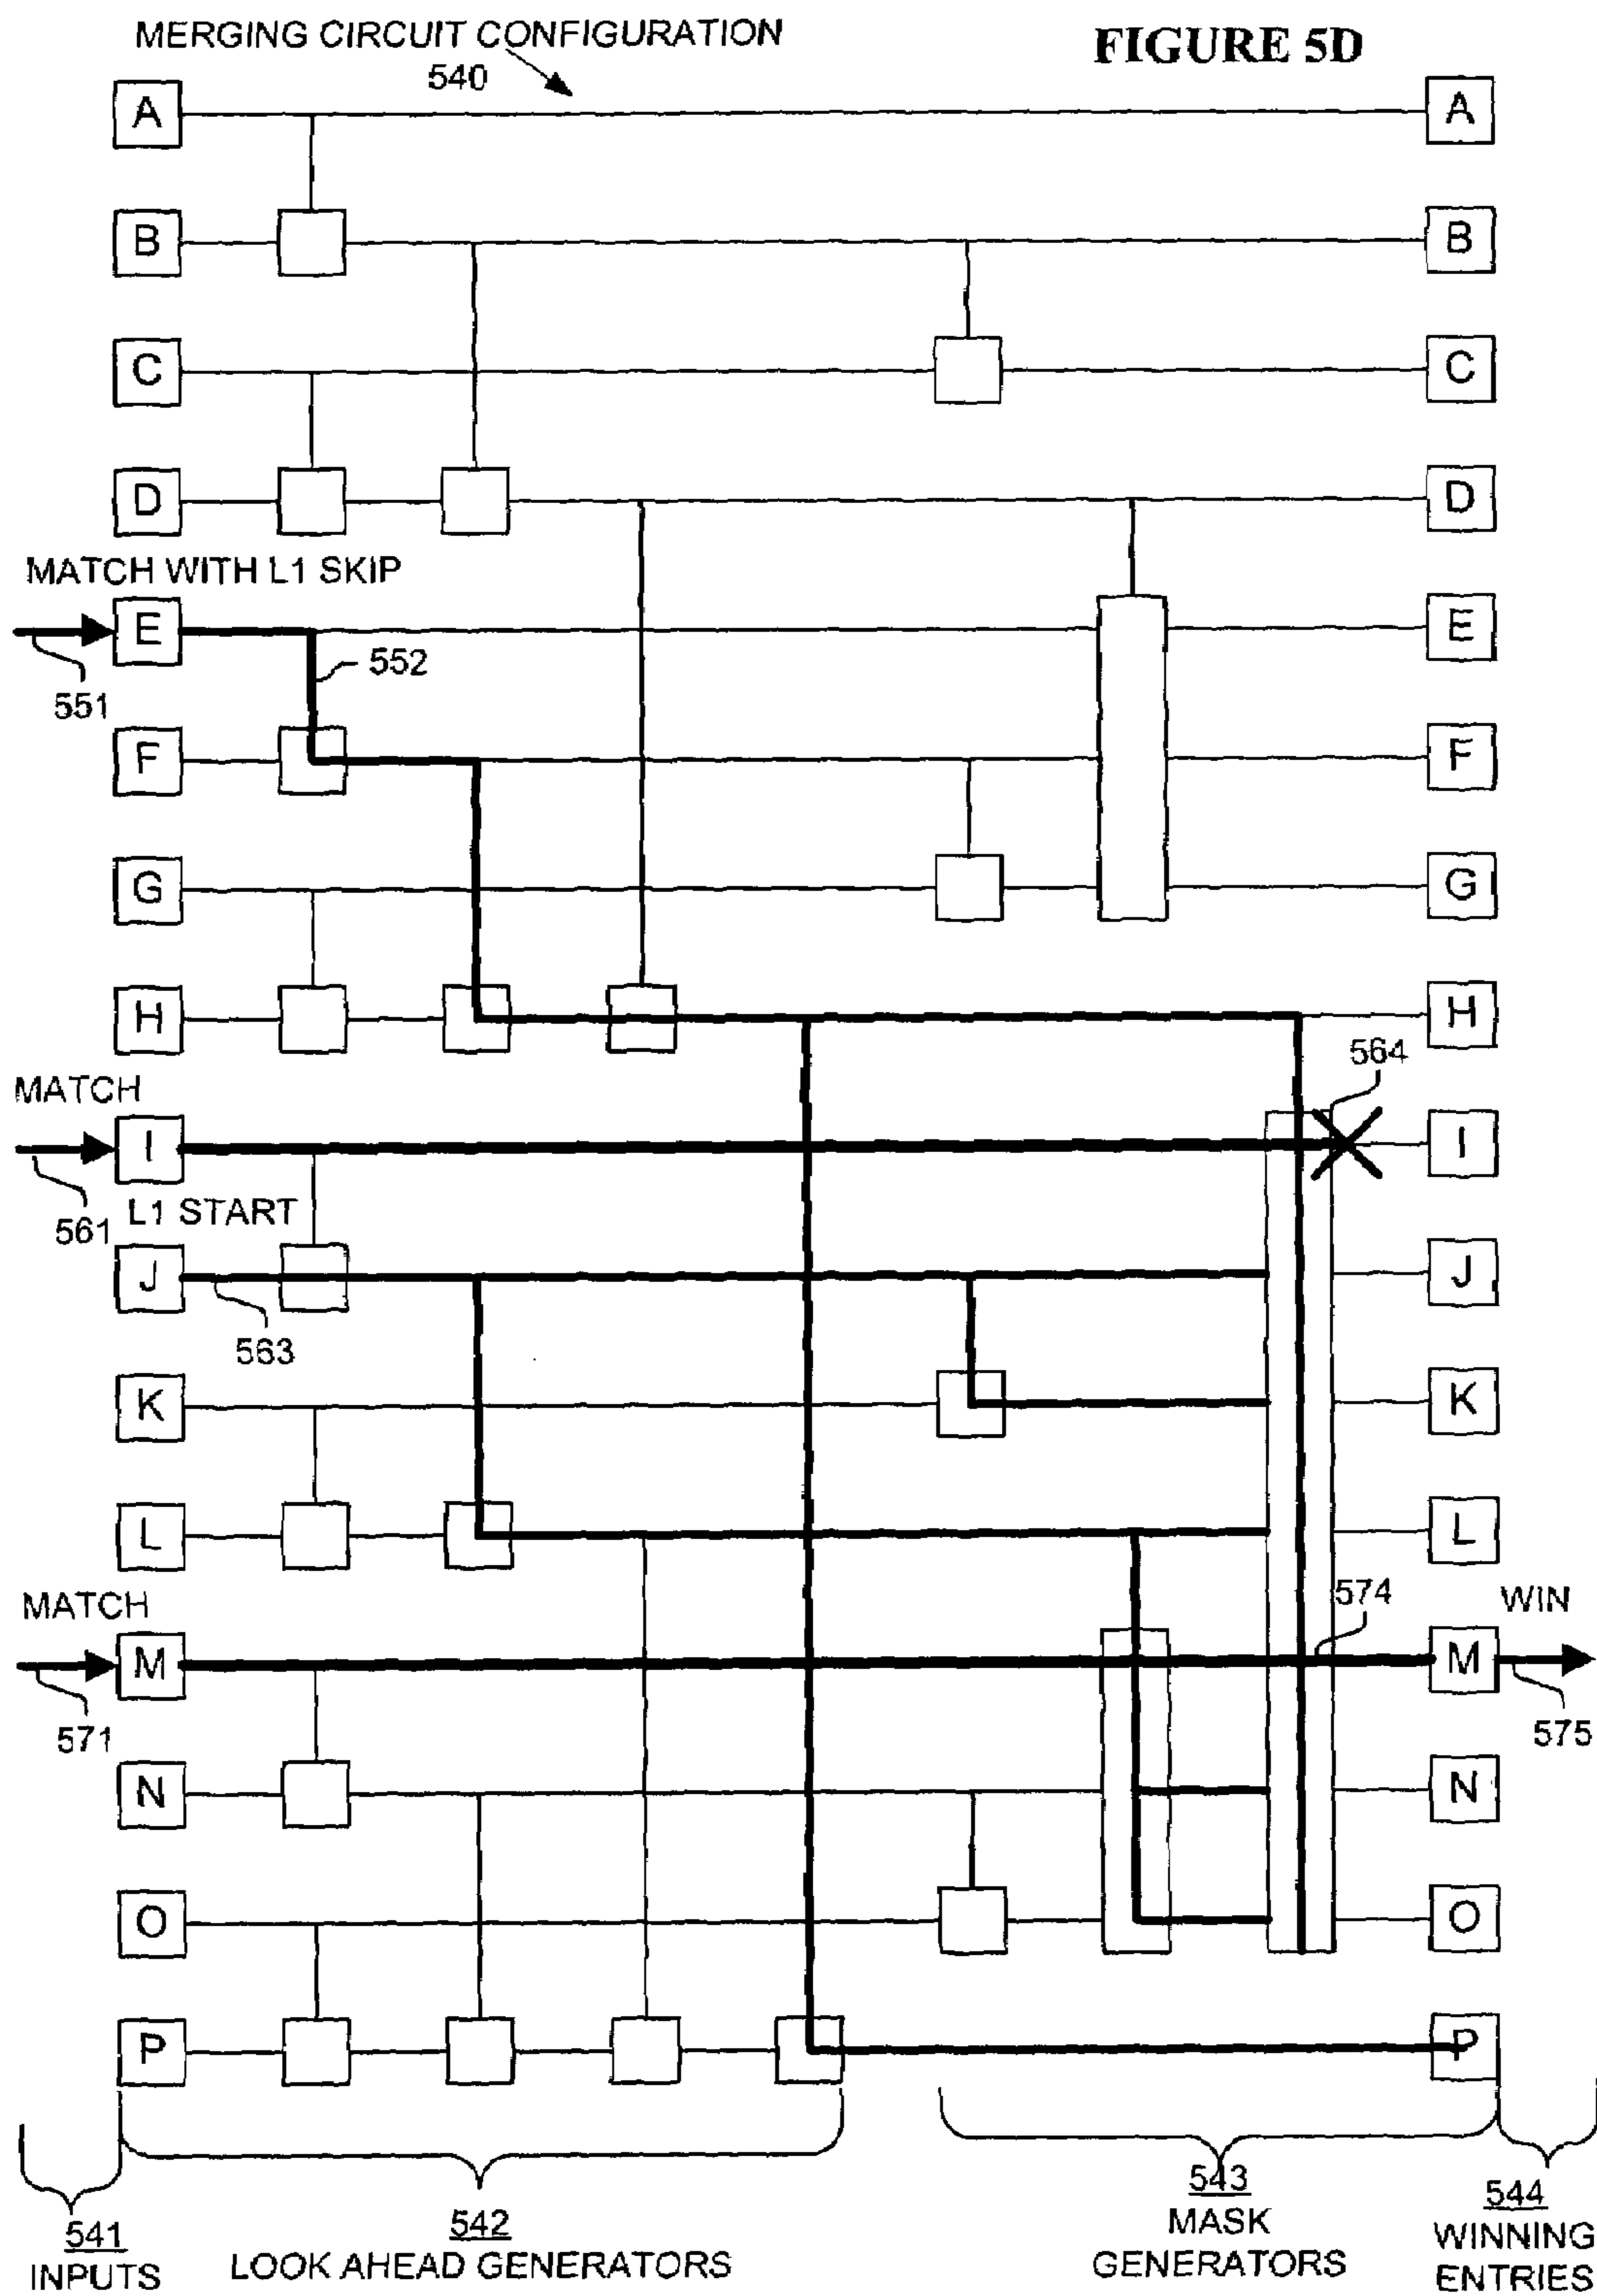 MERGING CIRCUIT CONFIGURATION
540
FIGURE 5D
A A
B B
C C
D D
MATCH WITH L1 SKIP
E E
551
552
F F
G G
H H
564
MATCH
I I
561
L1 START
J J
563
K K
L L
574
MATCH
WIN
M M
571
575
N N
O O
P P
541
INPUTS
542
LOOK AHEAD GENERATORS
543
MASK
GENERATORS
544
WINNING
ENTRIES